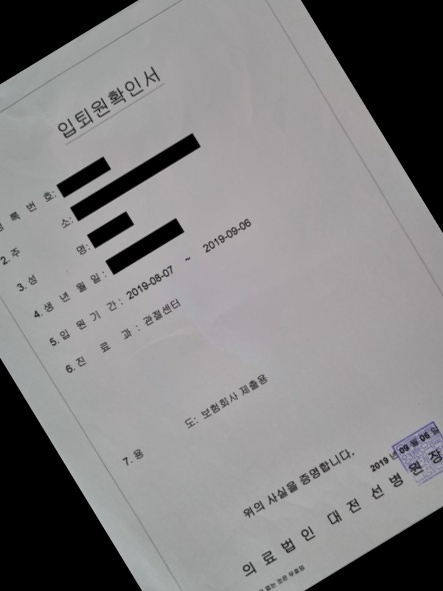 입퇴원확인서
록 번 호:
2.주 소:
3.성 명:
4.생 년 월 일:
5.입 원 기 간: 2019-08-07 ~ 2019-09-06
6.진 료 과: 관절센터
7.용 도: 보험회사 제출용
위의 사실을 증명합니다.
2019 년 09 월 06 일
의 료 법 인 대 전 선 병 원 장